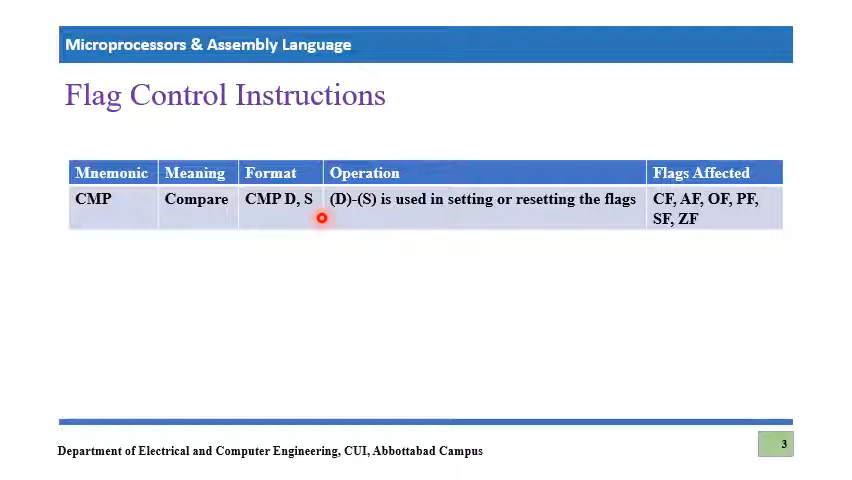 Microprocessors & Assembly Language
Flag Control Instructions
Mnemonic Meaning Format Operation Flags Affected
CMP Compare CMP D, S (D)-(S) is used in setting or resetting the flags CF, AF, OF, PF,
SF, ZF
Department of Electrical and Computer Engineering, CUI, Abbottabad Campus
3